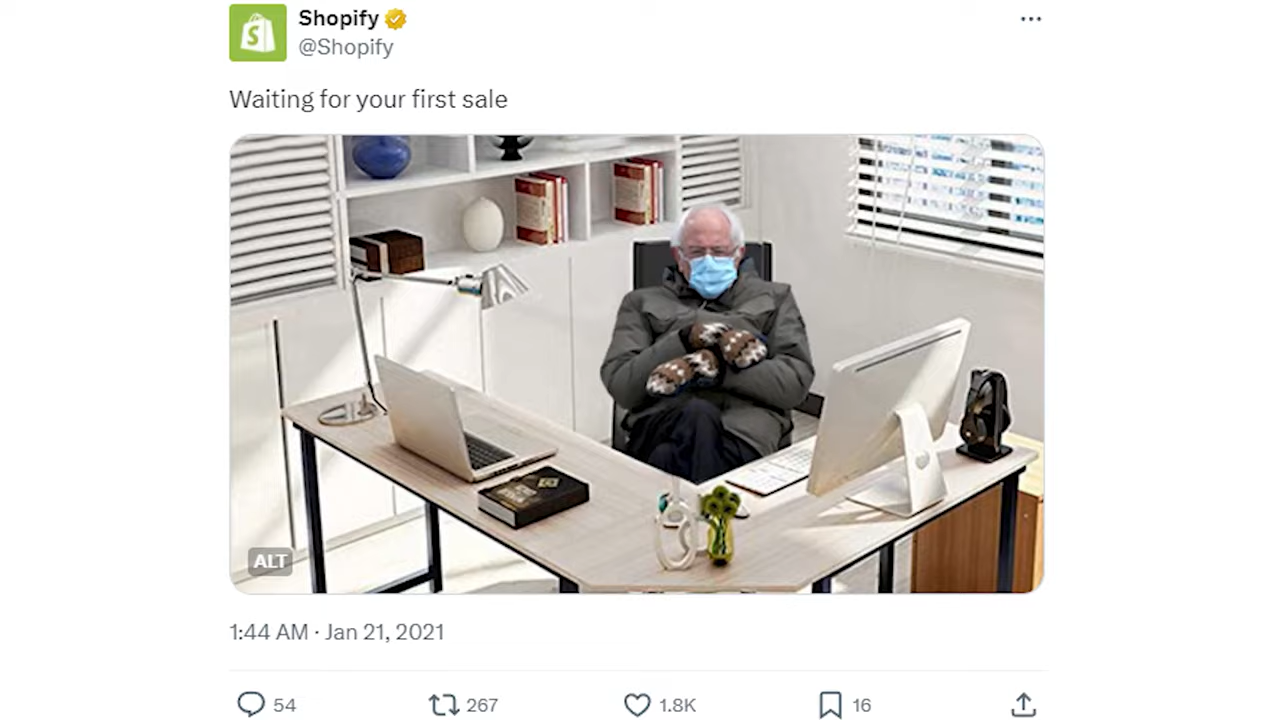 Shopify
@Shopify
Waiting for your first sale
ALT
1:44 AM · Jan 21, 2021
54 267 1.8K 16